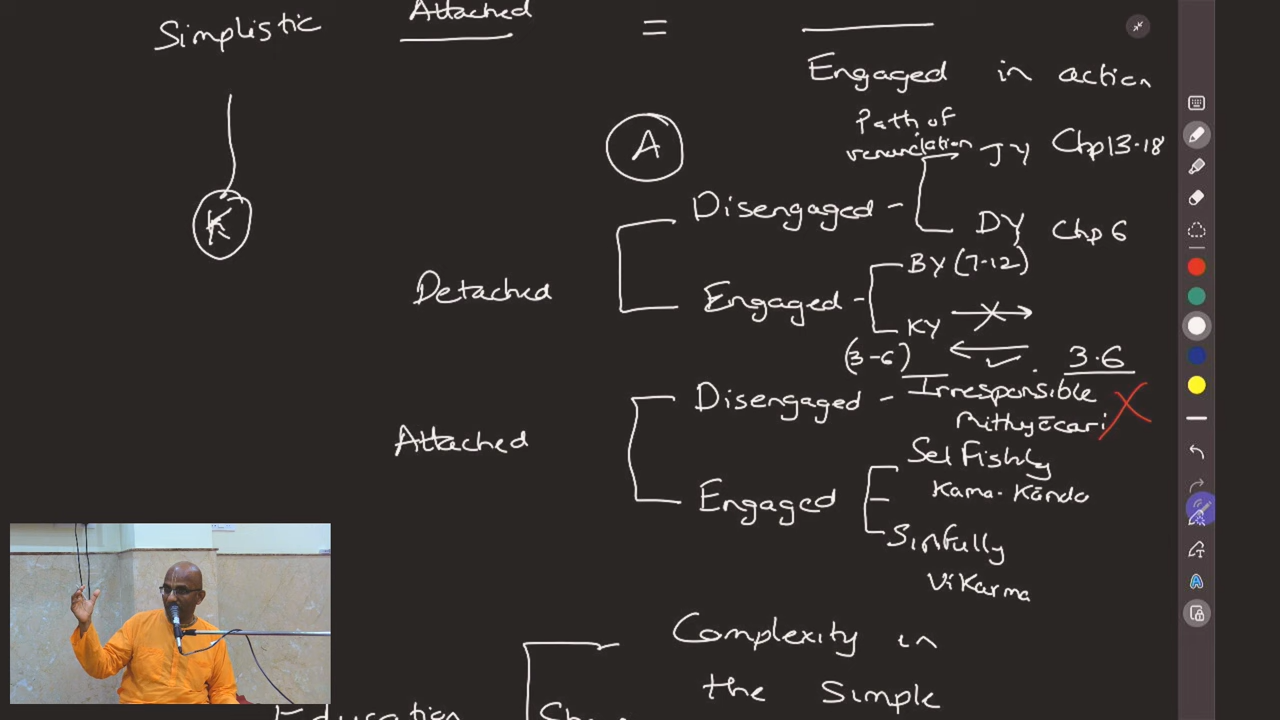 Attached
Simplistic =
Engaged in action
Path of
renunciation JY Chp 13-18
A
Disengaged - DY Chp 6
K
BY (7-12)
Detached Engaged - KY
(3-6) ✓ 3.6
Disengaged - Irresponsible
Mithyācari X
Attached Selfishly
Kama-Kānda
Engaged
Sinfully
Vikarma
Complexity in
the Simple
Education